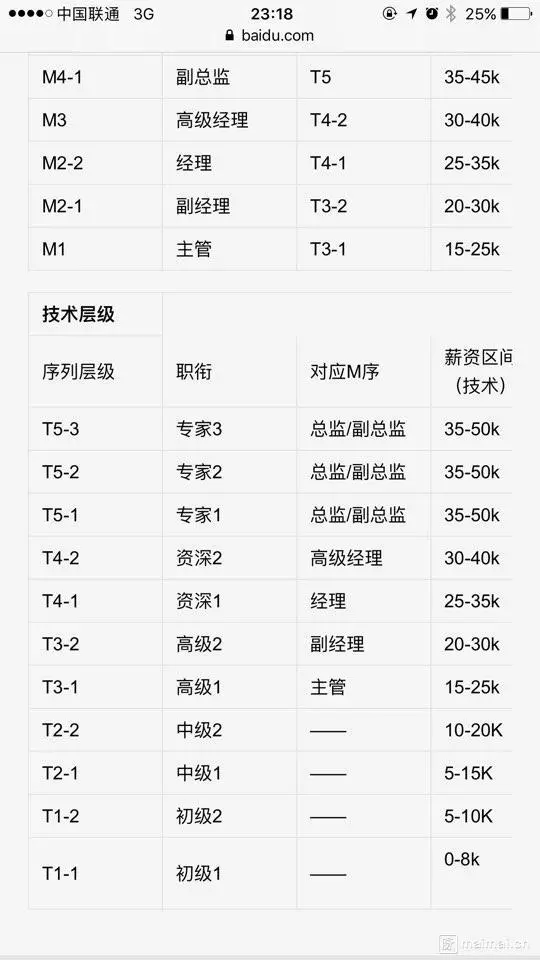 中国联通 3G 23:18 25%
baidu.com
M4-1 副总监 T5 35-45k
M3 高级经理 T4-2 30-40k
M2-2 经理 T4-1 25-35k
M2-1 副经理 T3-2 20-30k
M1 主管 T3-1 15-25k
技术层级
序列层级 职衔 对应M序 薪资区间
（技术）
T5-3 专家3 总监/副总监 35-50k
T5-2 专家2 总监/副总监 35-50k
T5-1 专家1 总监/副总监 35-50k
T4-2 资深2 高级经理 30-40k
T4-1 资深1 经理 25-35k
T3-2 高级2 副经理 20-30k
T3-1 高级1 主管 15-25k
T2-2 中级2 —— 10-20K
T2-1 中级1 —— 5-15K
T1-2 初级2 —— 5-10K
T1-1 初级1 —— 0-8k
脉 maimai.cn